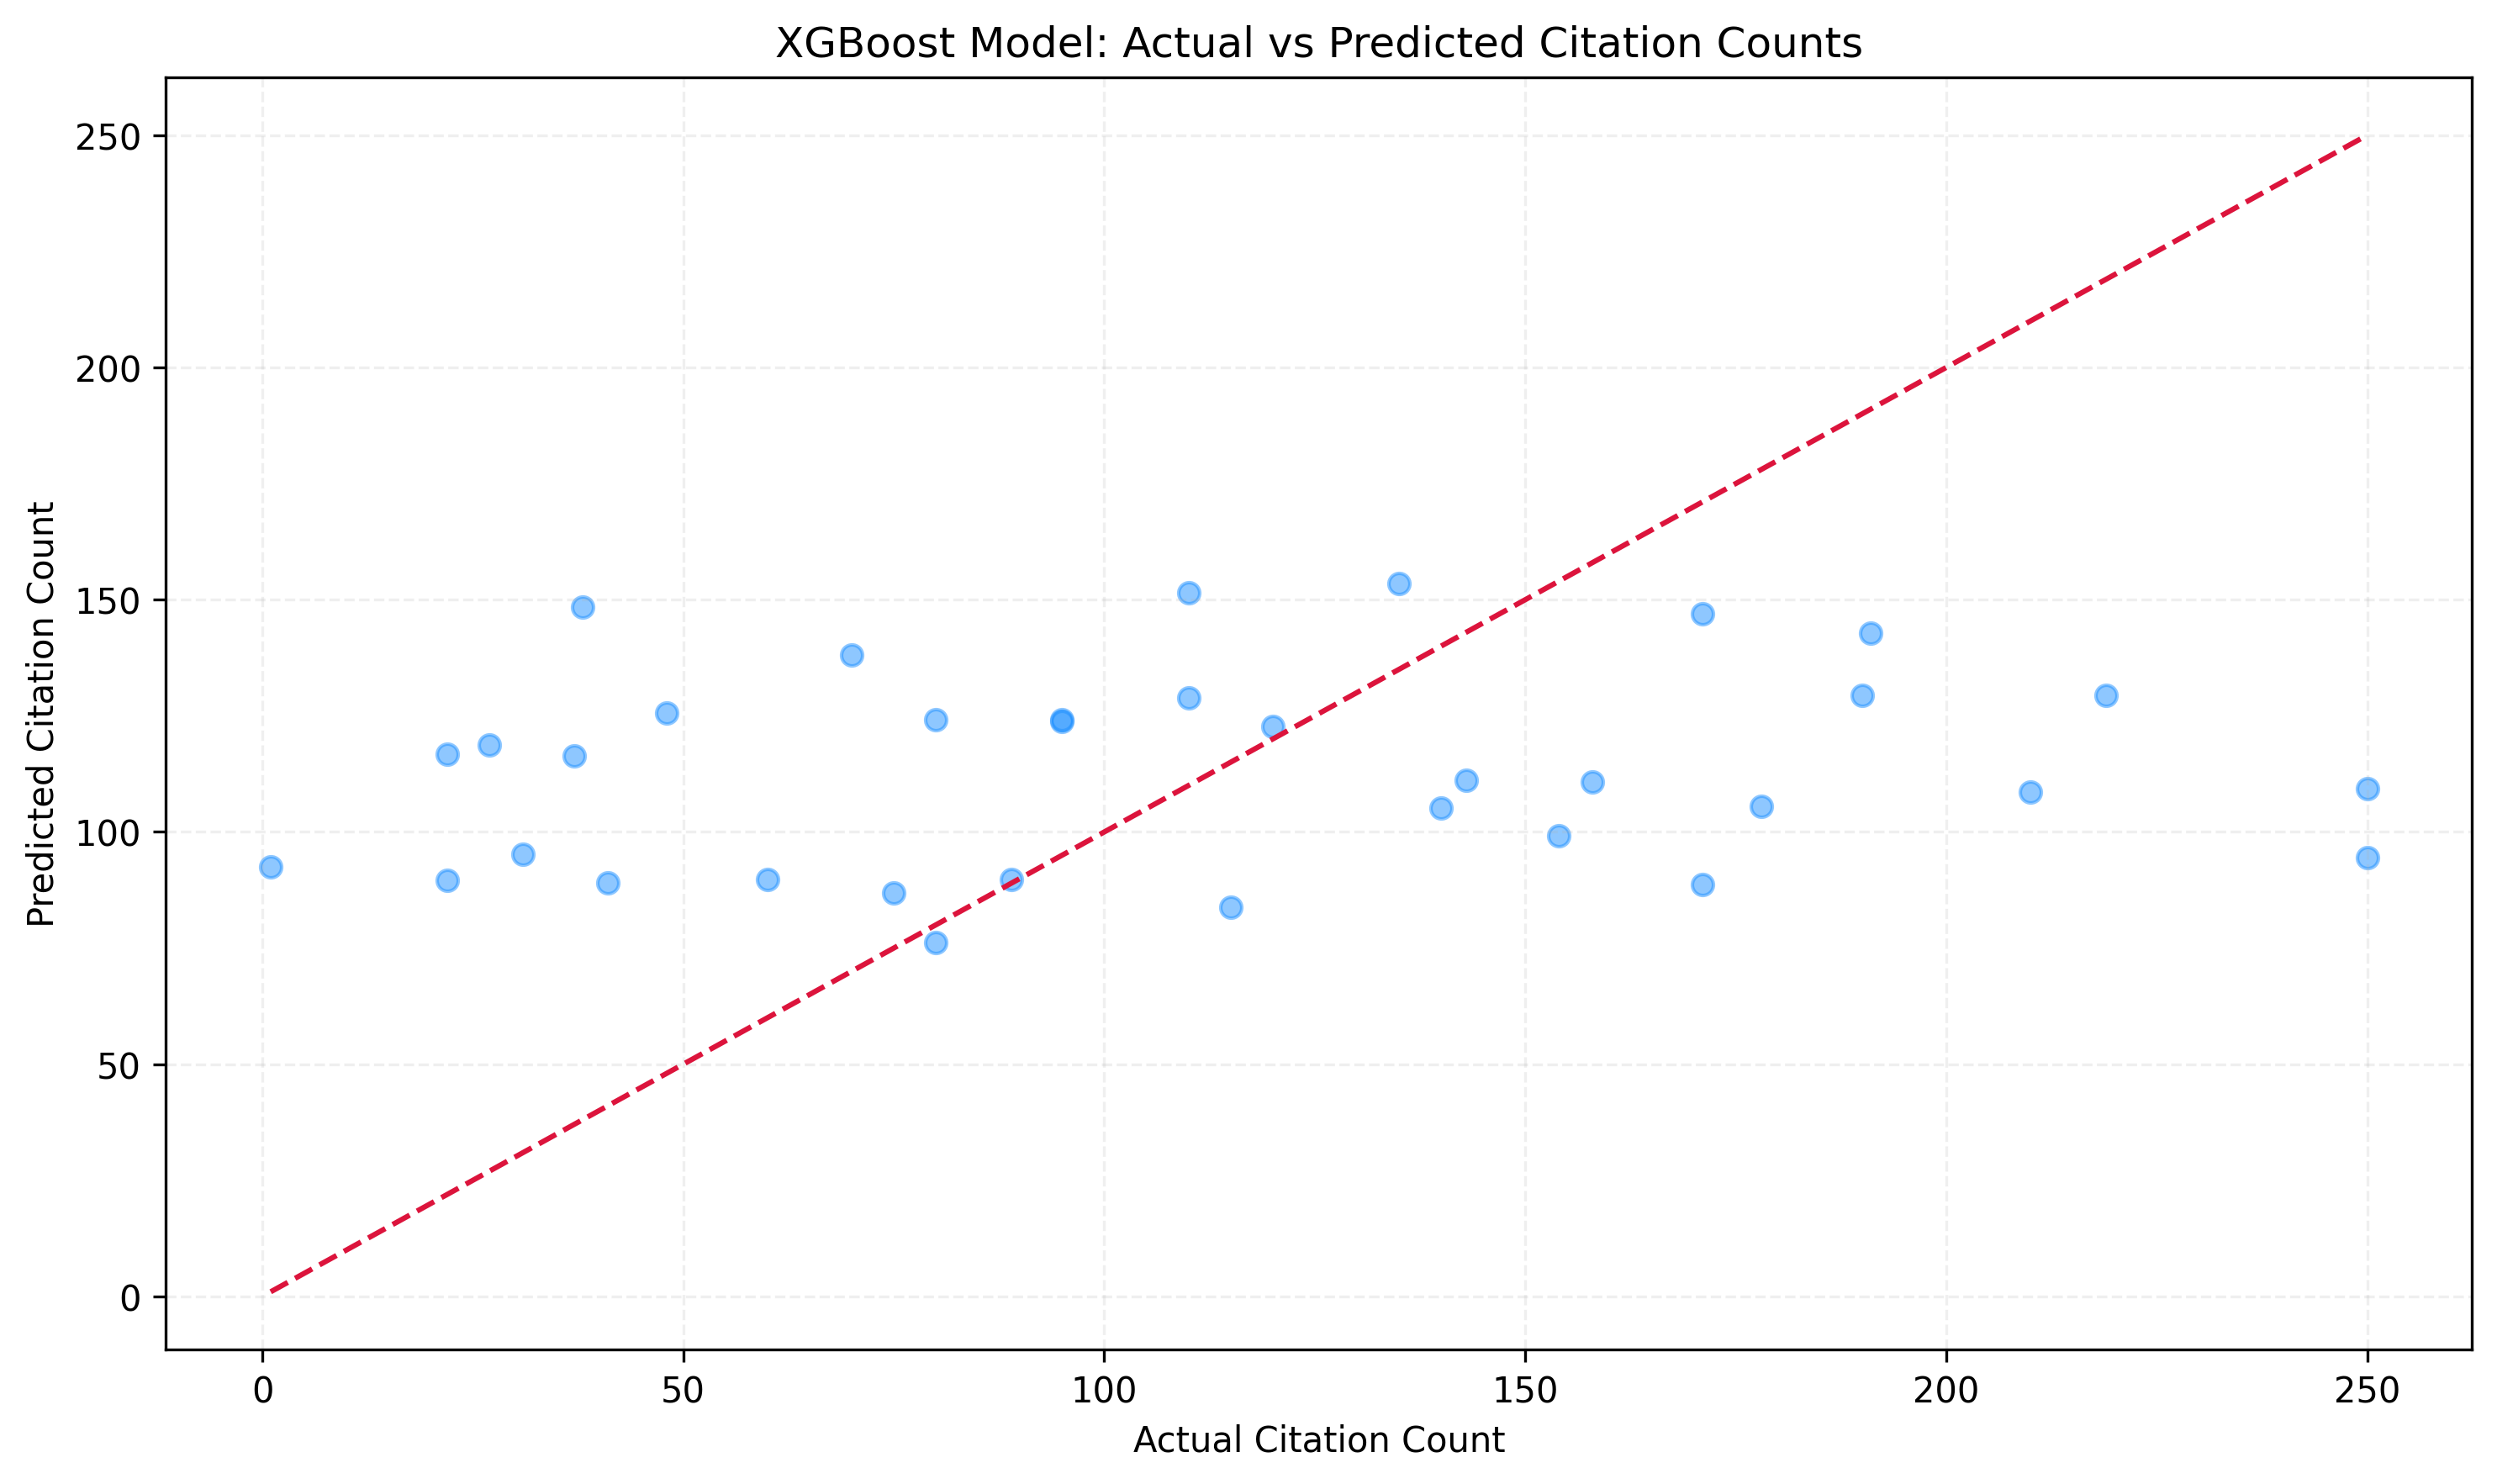 XGBoost Model: Actual vs Predicted Citation Counts
250
200
150
100
50
0
Predicted Citation Count
0 50 100 150 200 250
Actual Citation Count